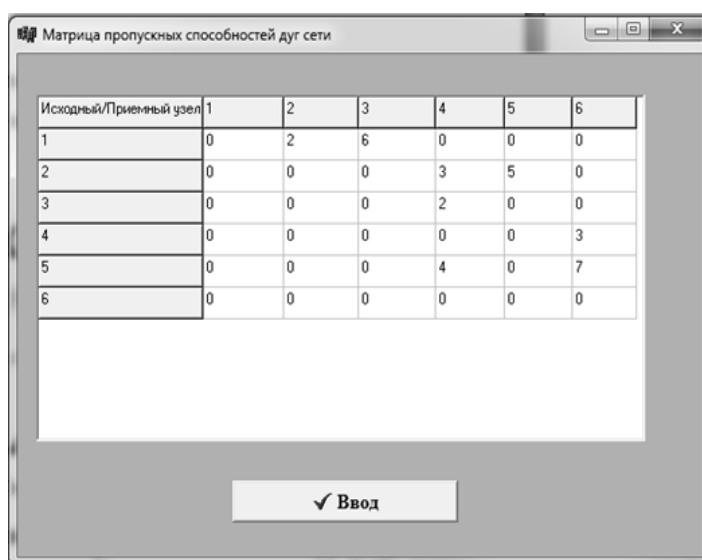 Матрица пропускных способностей дуг сети
Исходный/Приемный узел 1 2 3 4 5 6
1 0 2 6 0 0 0
2 0 0 0 3 5 0
3 0 0 0 2 0 0
4 0 0 0 0 0 3
5 0 0 0 4 0 7
6 0 0 0 0 0 0
Ввод